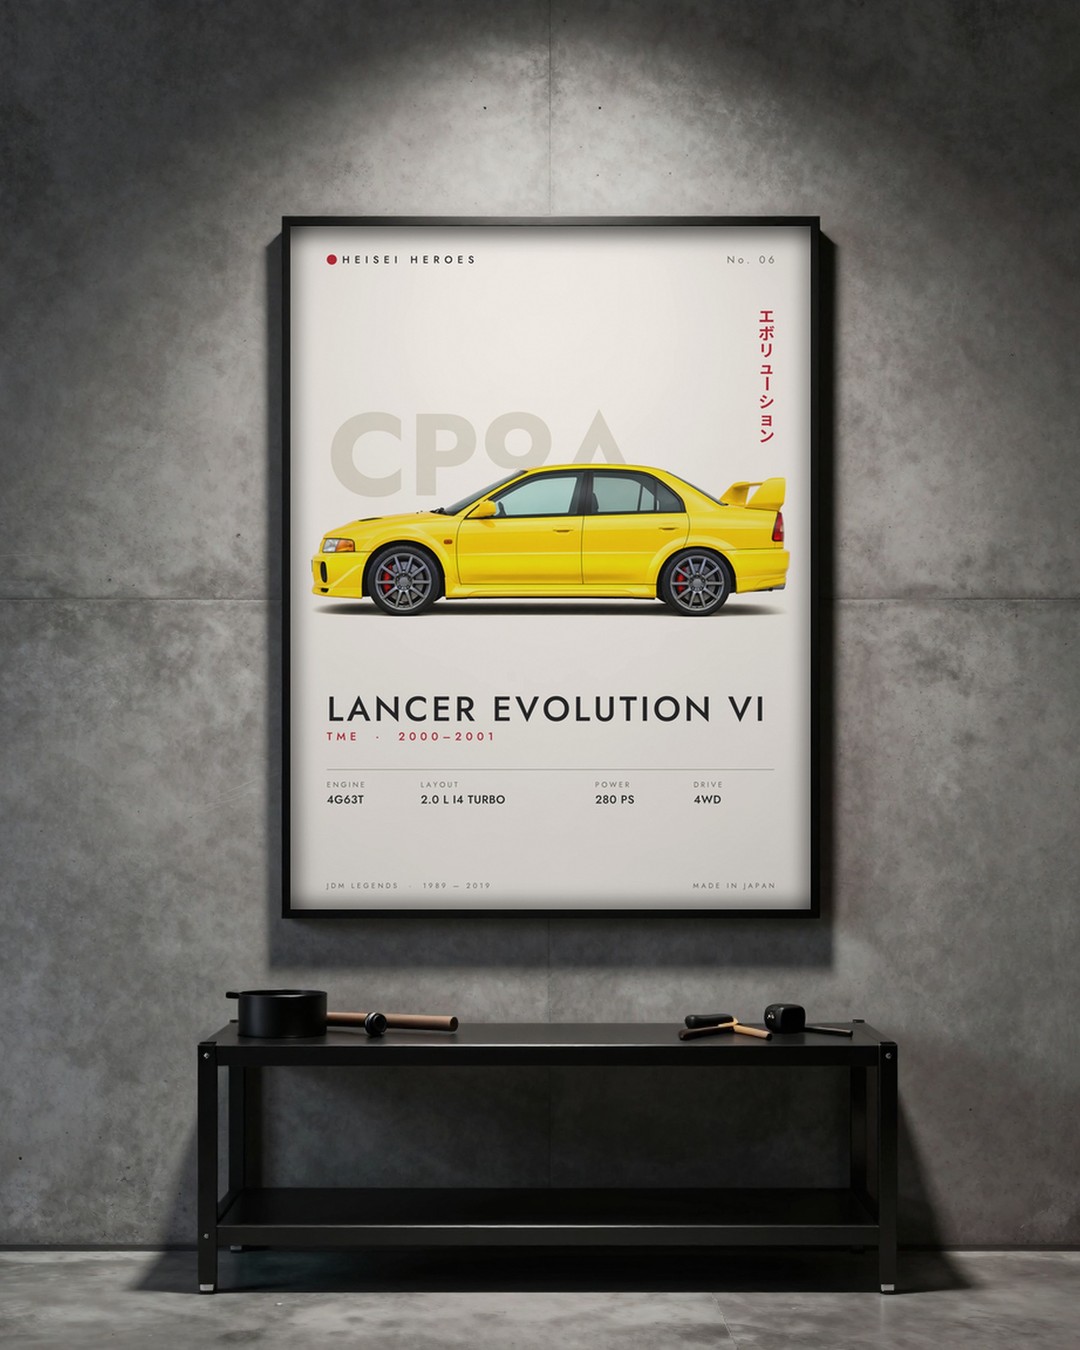 HEISEI HEROES
No. 06
エボリューション
CP9A
LANCER EVOLUTION VI
TME · 2000–2001
ENGINE LAYOUT POWER DRIVE
4G63T 2.0 L I4 TURBO 280 PS 4WD
JDM LEGENDS · 1989 — 2019
MADE IN JAPAN